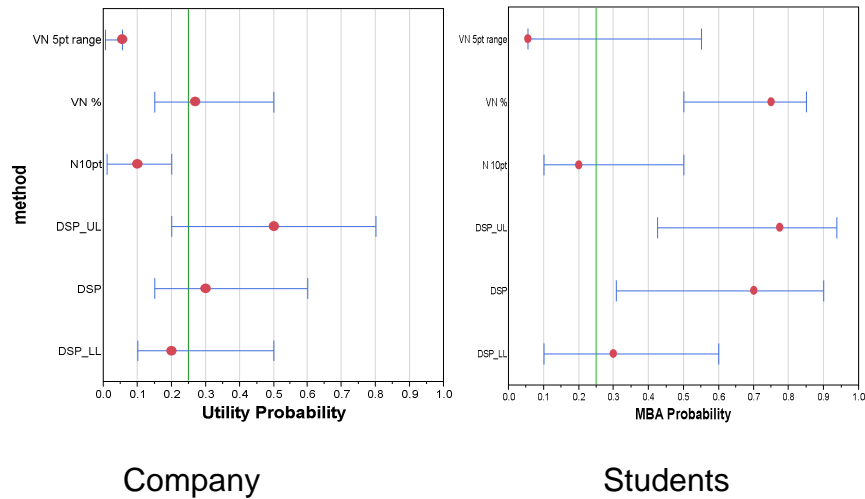 VN 5pt range
VN %
N10pt
DSP_UL
DSP
DSP_LL
method
0.0 0.1 0.2 0.3 0.4 0.5 0.6 0.7 0.8 0.9 1.0
Utility Probability
Company
VN 5pt range
VN %
N 10pt
DSP_UL
DSP
DSP_LL
0.0 0.1 0.2 0.3 0.4 0.5 0.6 0.7 0.8 0.9 1.0
MBA Probability
Students